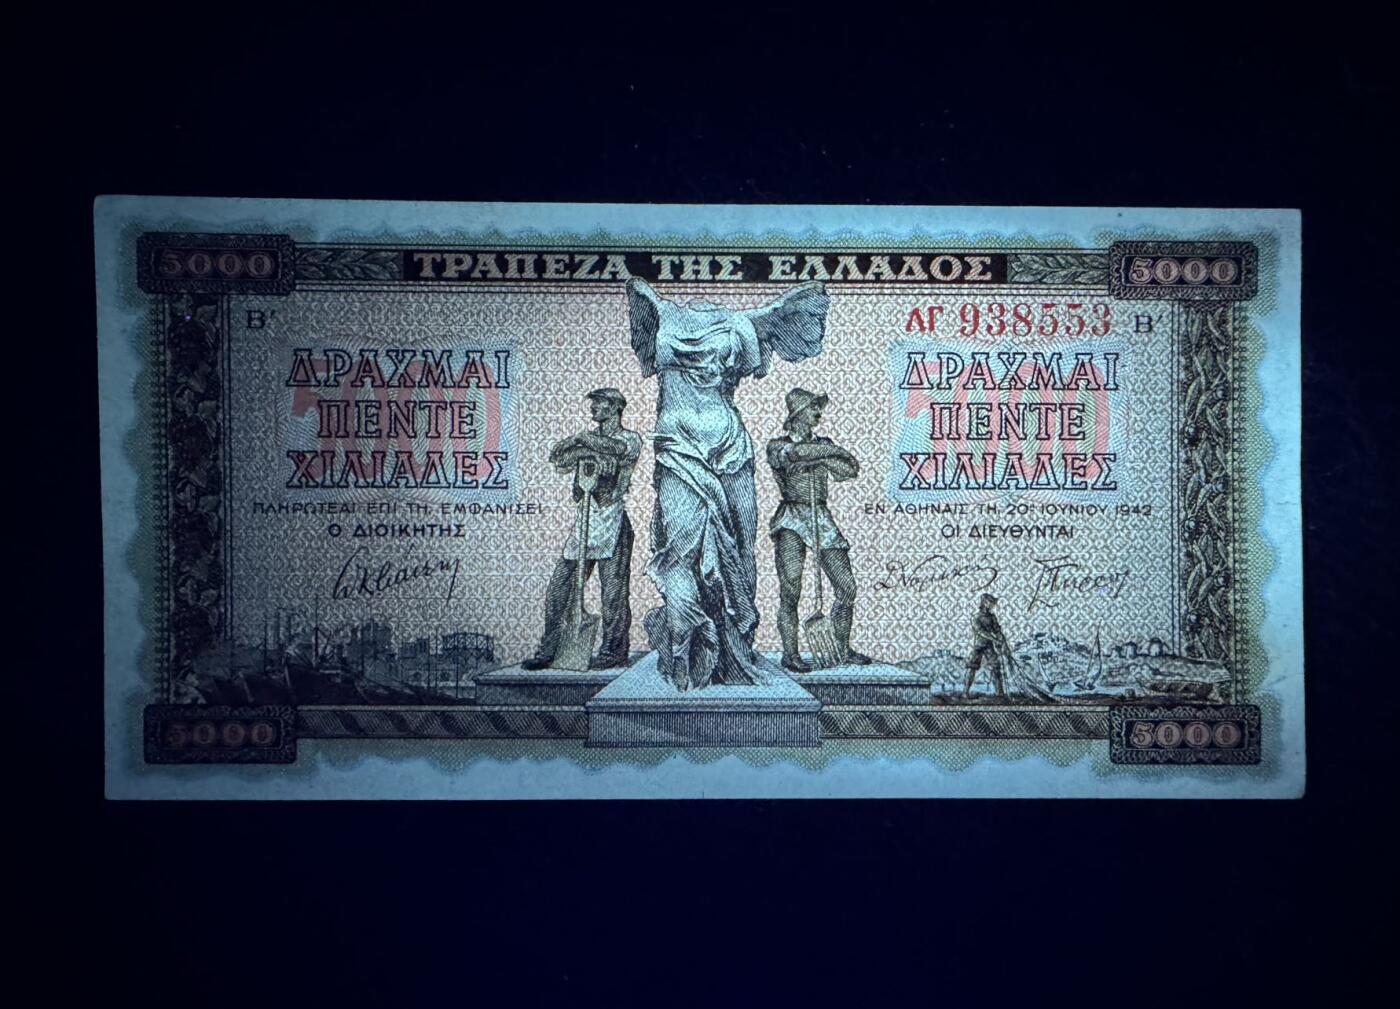 5000 ΤΡΑΠΕΖΑ ΤΗΣ ΕΛΛΑΔΟΣ 5000
Β′ ΛΓ 938553 Β′
ΔΡΑΧΜΑΙ
ΠΕΝΤΕ
ΧΙΛΙΑΔΕΣ
ΠΛΗΡΩΤΕΑΙ ΕΠΙ ΤΗ ΕΜΦΑΝΙΣΕΙ
Ο ΔΙΟΙΚΗΤΗΣ
ΔΡΑΧΜΑΙ
ΠΕΝΤΕ
ΧΙΛΙΑΔΕΣ
ΕΝ ΑΘΗΝΑΙΣ ΤΗ 20ῌ ΙΟΥΝΙΟΥ 1942
ΟΙ ΔΙΕΥΘΥΝΤΑΙ
5000 5000